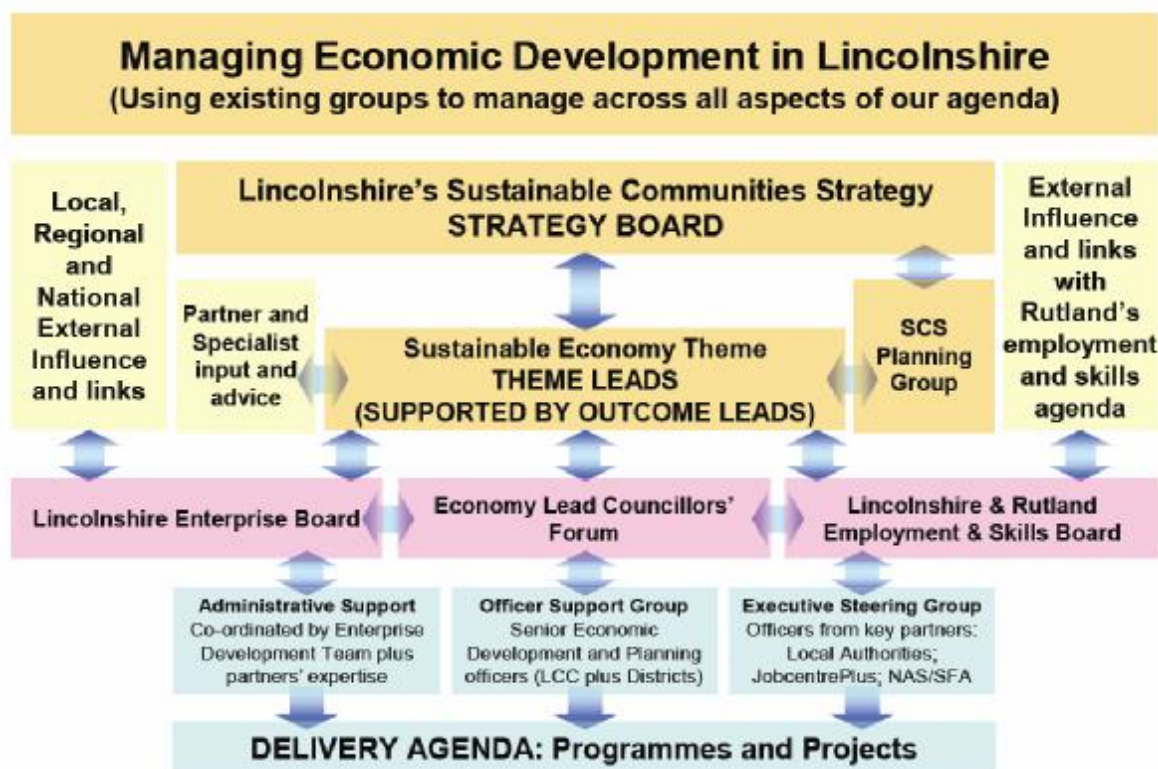 Managing Economic Development in Lincolnshire
(Using existing groups to manage across all aspects of our agenda)
Local,
Regional
and
National
External
Influence
and links
Lincolnshire's Sustainable Communities Strategy
STRATEGY BOARD
External
Influence
and links
with
Rutland's
employment
and skills
agenda
Partner and
Specialist
input and
advice
Sustainable Economy Theme
THEME LEADS
(SUPPORTED BY OUTCOME LEADS)
SCS
Planning
Group
Lincolnshire Enterprise Board
Economy Lead Councillors'
Forum
Lincolnshire & Rutland
Employment & Skills Board
Administrative Support
Co-ordinated by Enterprise
Development Team plus
partners' expertise
Officer Support Group
Senior Economic
Development and Planning
officers (LCC plus Districts)
Executive Steering Group
Officers from key partners:
Local Authorities;
JobcentrePlus; NAS/SFA
DELIVERY AGENDA: Programmes and Projects